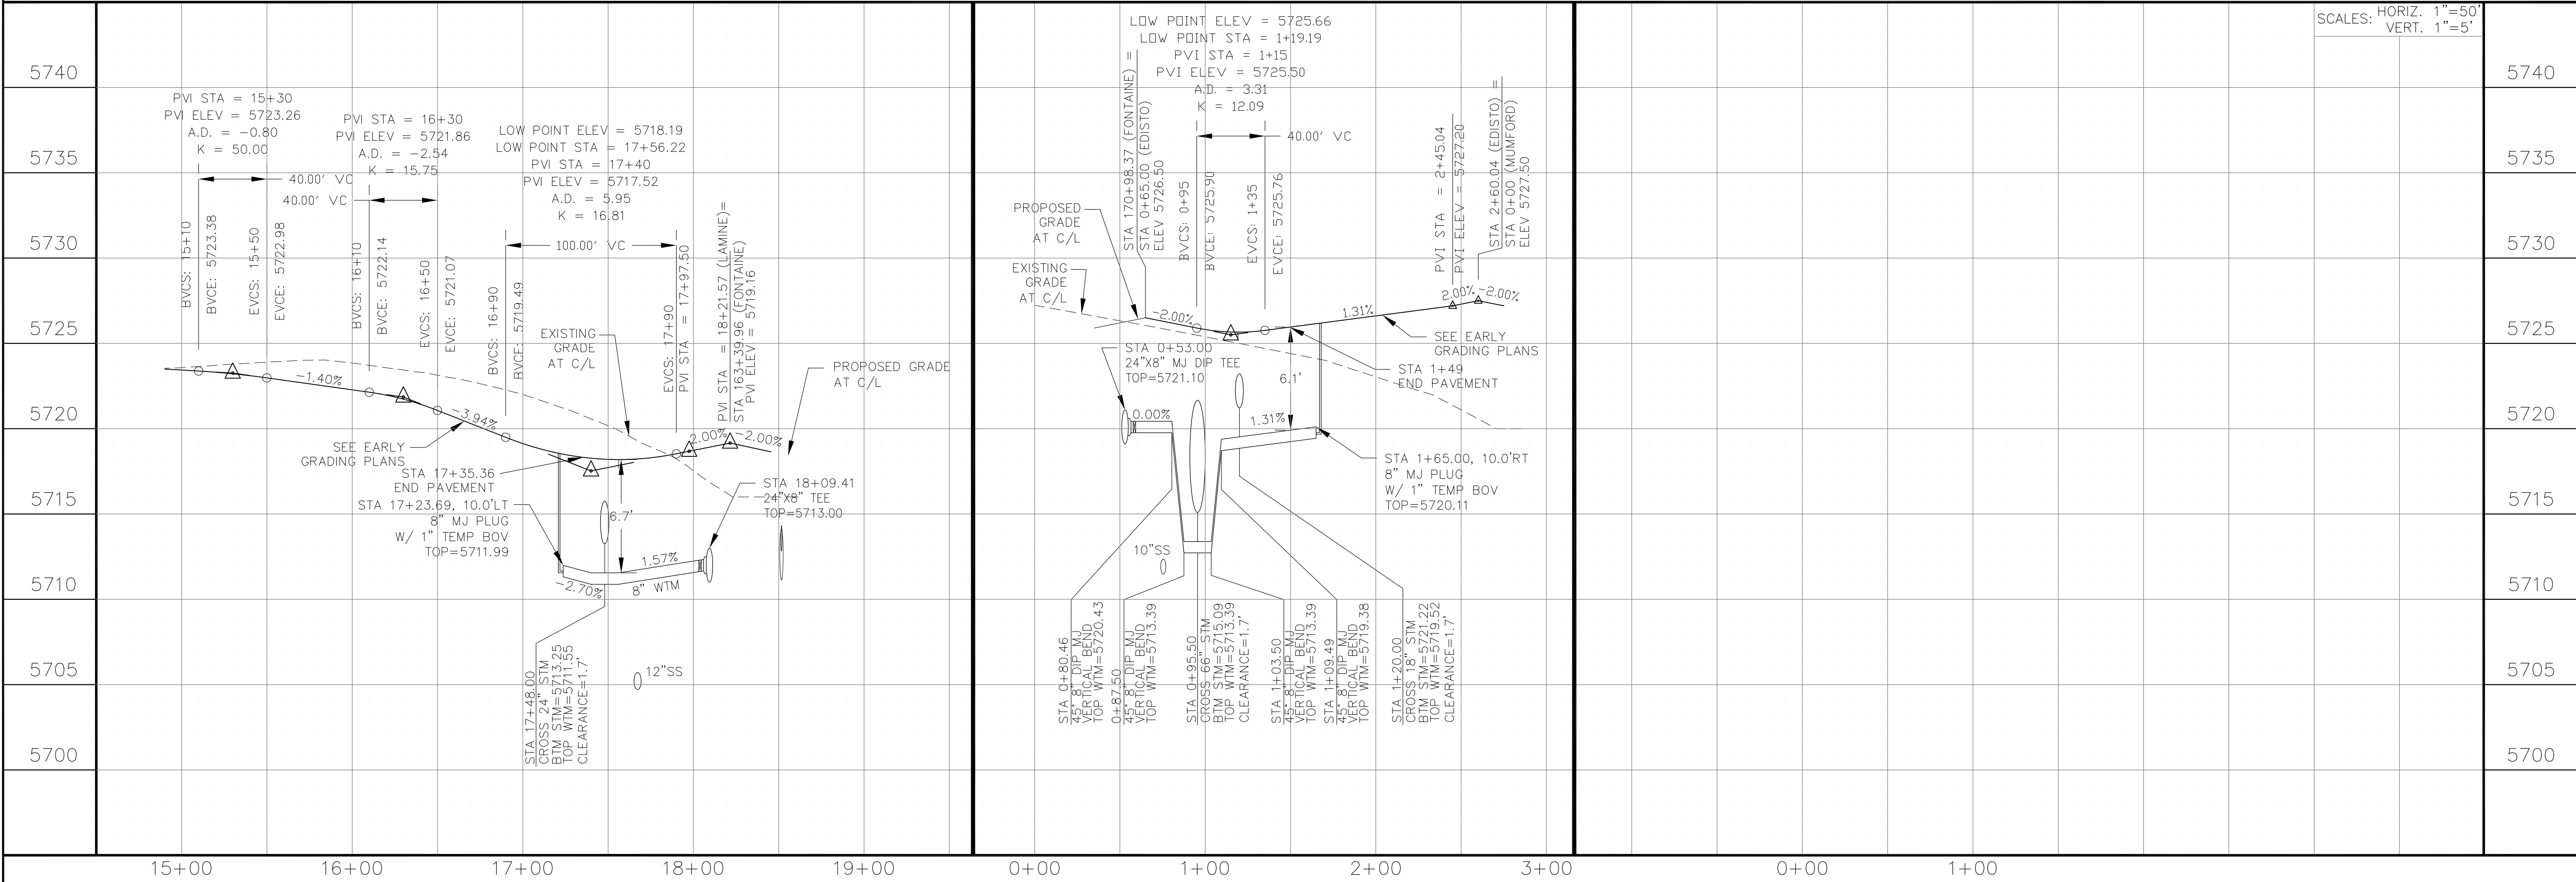 SCALES: HORIZ. 1"=50'
VERT. 1"=5'
5740
5735
5730
5725
5720
5715
5710
5705
5700
PVI STA = 15+30
PVI ELEV = 5723.26
A.D. = -0.80
K = 50.00
40.00' VC
PVI STA = 16+30
PVI ELEV = 5721.86
A.D. = -2.54
K = 15.75
40.00' VC
LOW POINT ELEV = 5718.19
LOW POINT STA = 17+56.22
PVI STA = 17+40
PVI ELEV = 5717.52
A.D. = 5.95
K = 16.81
100.00' VC
BVCS: 15+10
BVCE: 5723.38
EVCS: 15+50
EVCE: 5722.98
BVCS: 16+10
BVCE: 5722.14
EVCS: 16+50
EVCE: 5721.07
BVCS: 16+90
BVCE: 5719.49
EVCS: 17+90
PVI STA = 17+97.50
PVI STA = 18+21.57 (LAMINE)=
STA 163+39.96 (FONTAINE)
PVI ELEV = 5719.16
EXISTING
GRADE
AT C/L
PROPOSED GRADE
AT C/L
-1.40%
-3.94%
2.00%
-2.00%
SEE EARLY
GRADING PLANS
STA 17+35.36
END PAVEMENT
STA 17+23.69, 10.0'LT
8" MJ PLUG
W/ 1" TEMP BOV
TOP=5711.99
6.7'
STA 18+09.41
24"X8" TEE
TOP=5713.00
-2.70%
1.57%
8" WTM
12"SS
STA 17+48.00
CROSS 24" STM
BTM STM=5713.25
TOP WTM=5711.55
CLEARANCE=1.7'
15+00
16+00
17+00
18+00
19+00
LOW POINT ELEV = 5725.66
LOW POINT STA = 1+19.19
PVI STA = 1+15
PVI ELEV = 5725.50
A.D. = 3.31
K = 12.09
40.00' VC
STA 170+98.37 (FONTAINE) =
STA 0+65.00 (EDISTO)
ELEV 5726.50
BVCS: 0+95
BVCE: 5725.90
EVCS: 1+35
EVCE: 5725.76
PVI STA = 2+45.04
PVI ELEV = 5727.20
STA 2+60.04 (EDISTO) =
STA 0+00 (MUMFORD)
ELEV 5727.50
PROPOSED
GRADE
AT C/L
EXISTING
GRADE
AT C/L
-2.00%
1.31%
2.00%
-2.00%
SEE EARLY
GRADING PLANS
STA 1+49
END PAVEMENT
STA 0+53.00
24"X8" MJ DIP TEE
TOP=5721.10
0.00%
6.1'
1.31%
STA 1+65.00, 10.0'RT
8" MJ PLUG
W/ 1" TEMP BOV
TOP=5720.11
10"SS
STA 0+80.46
45° 8" DIP MJ
VERTICAL BEND
TOP WTM=5720.43
0+87.50
45° 8" DIP MJ
VERTICAL BEND
TOP WTM=5713.39
STA 0+95.50
CROSS 66" STM
BTM STM=5715.09
TOP WTM=5713.39
CLEARANCE=1.7'
STA 1+03.50
45° 8" DIP MJ
VERTICAL BEND
TOP WTM=5713.39
STA 1+09.49
45° 8" DIP MJ
VERTICAL BEND
TOP WTM=5719.38
STA 1+20.00
CROSS 18" STM
BTM STM=5721.22
TOP WTM=5719.52
CLEARANCE=1.7'
0+00
1+00
2+00
3+00
0+00
1+00
5740
5735
5730
5725
5720
5715
5710
5705
5700